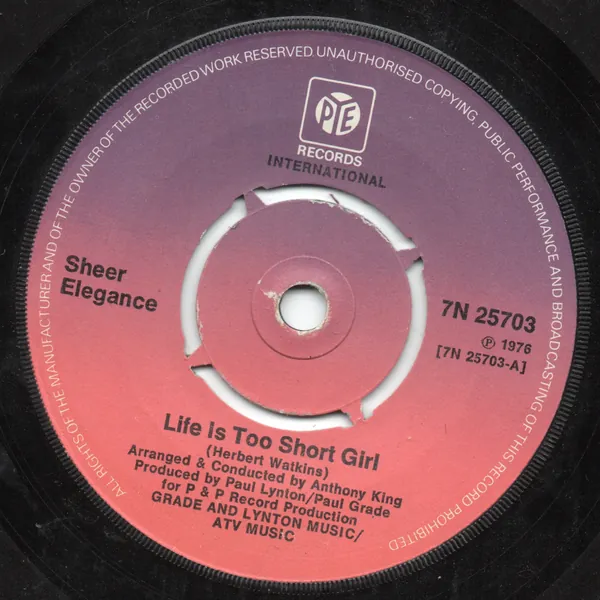 ALL RIGHTS OF THE MANUFACTURER AND OF THE OWNER OF THE RECORDED WORK RESERVED. UNAUTHORISED COPYING, PUBLIC PERFORMANCE AND BROADCASTING OF THIS RECORD PROHIBITED
PYE
RECORDS
INTERNATIONAL
Sheer
Elegance
7N 25703
Ⓟ 1976
[7N 25703-A]
Life Is Too Short Girl
(Herbert Watkins)
Arranged & Conducted by Anthony King
Produced by Paul Lynton/Paul Grade
for P & P Record Production
GRADE AND LYNTON MUSIC/
ATV MUSIC